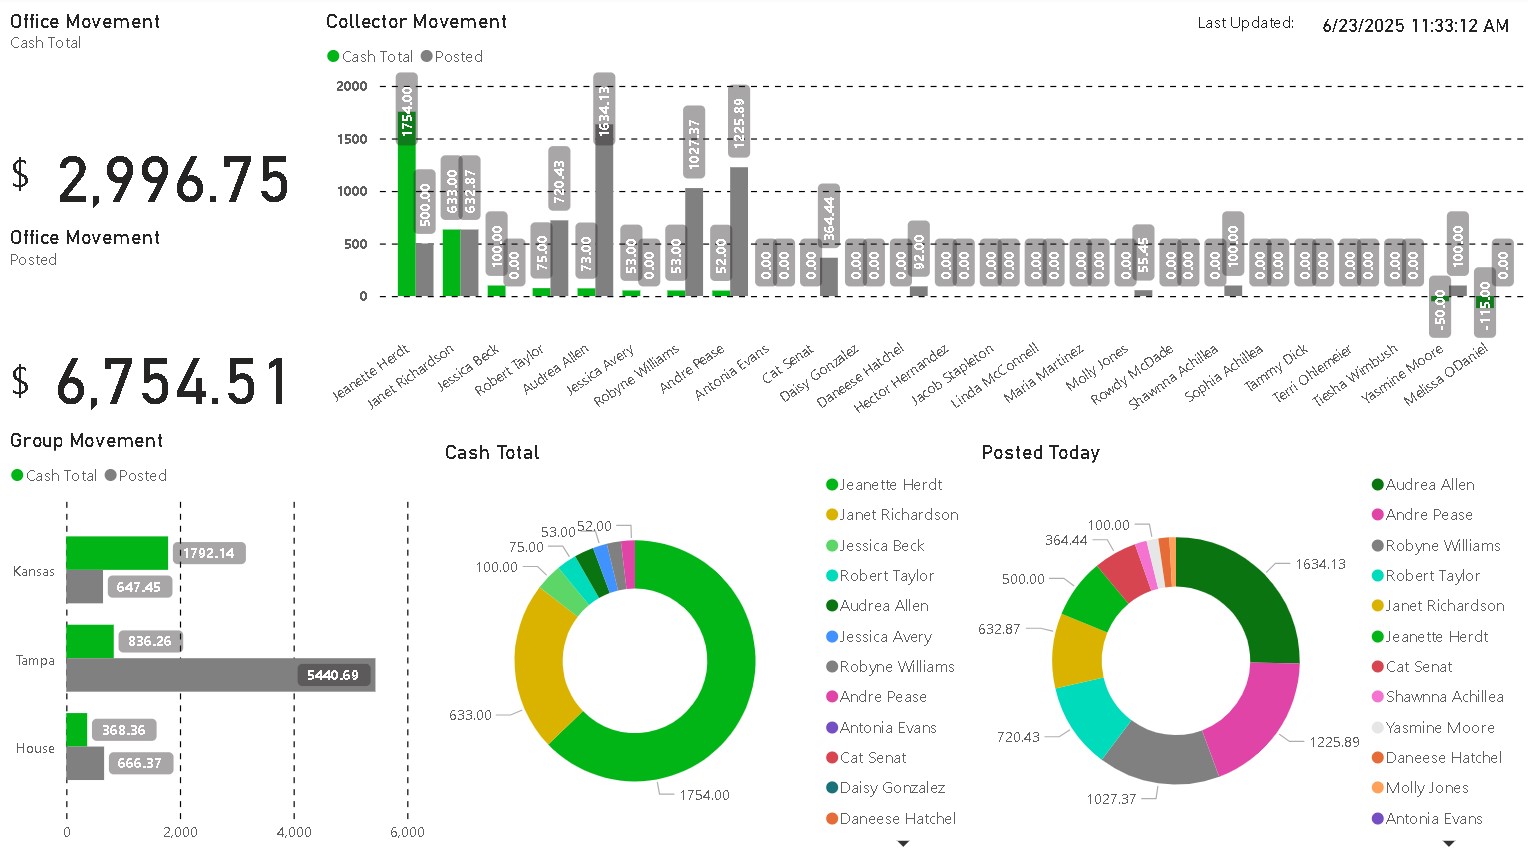 Office Movement
Cash Total
$ 2,996.75
Office Movement
Posted
$ 6,754.51
Collector Movement
Last Updated: 6/23/2025 11:33:12 AM
Cash Total Posted
2000
1500
1000
500
0
1754.00
500.00
633.00
632.87
100.00
0.00
75.00
720.43
73.00
1634.13
53.00
0.00
53.00
1027.37
52.00
1225.89
0.00
0.00
0.00
364.44
0.00
0.00
0.00
92.00
0.00
0.00
0.00
0.00
0.00
0.00
0.00
0.00
0.00
55.45
0.00
0.00
0.00
100.00
0.00
0.00
0.00
0.00
0.00
0.00
0.00
0.00
-50.00
100.00
-115.00
0.00
Jeanette Herdt
Janet Richardson
Jessica Beck
Robert Taylor
Audrea Allen
Jessica Avery
Robyne Williams
Andre Pease
Antonia Evans
Cat Senat
Daisy Gonzalez
Daneese Hatchel
Hector Hernandez
Jacob Stapleton
Linda McConnell
Maria Martinez
Molly Jones
Rowdy McDade
Shawnna Achillea
Sophia Achillea
Tammy Dick
Terri Ohlemeier
Tiesha Wimbush
Yasmine Moore
Melissa ODaniel
Group Movement
Cash Total Posted
Kansas
1792.14
647.45
Tampa
836.26
5440.69
House
368.36
666.37
0 2,000 4,000 6,000
Cash Total
52.00
53.00
75.00
100.00
633.00
1754.00
Jeanette Herdt
Janet Richardson
Jessica Beck
Robert Taylor
Audrea Allen
Jessica Avery
Robyne Williams
Andre Pease
Antonia Evans
Cat Senat
Daisy Gonzalez
Daneese Hatchel
Posted Today
100.00
364.44
500.00
632.87
720.43
1027.37
1225.89
1634.13
Audrea Allen
Andre Pease
Robyne Williams
Robert Taylor
Janet Richardson
Jeanette Herdt
Cat Senat
Shawnna Achillea
Yasmine Moore
Daneese Hatchel
Molly Jones
Antonia Evans